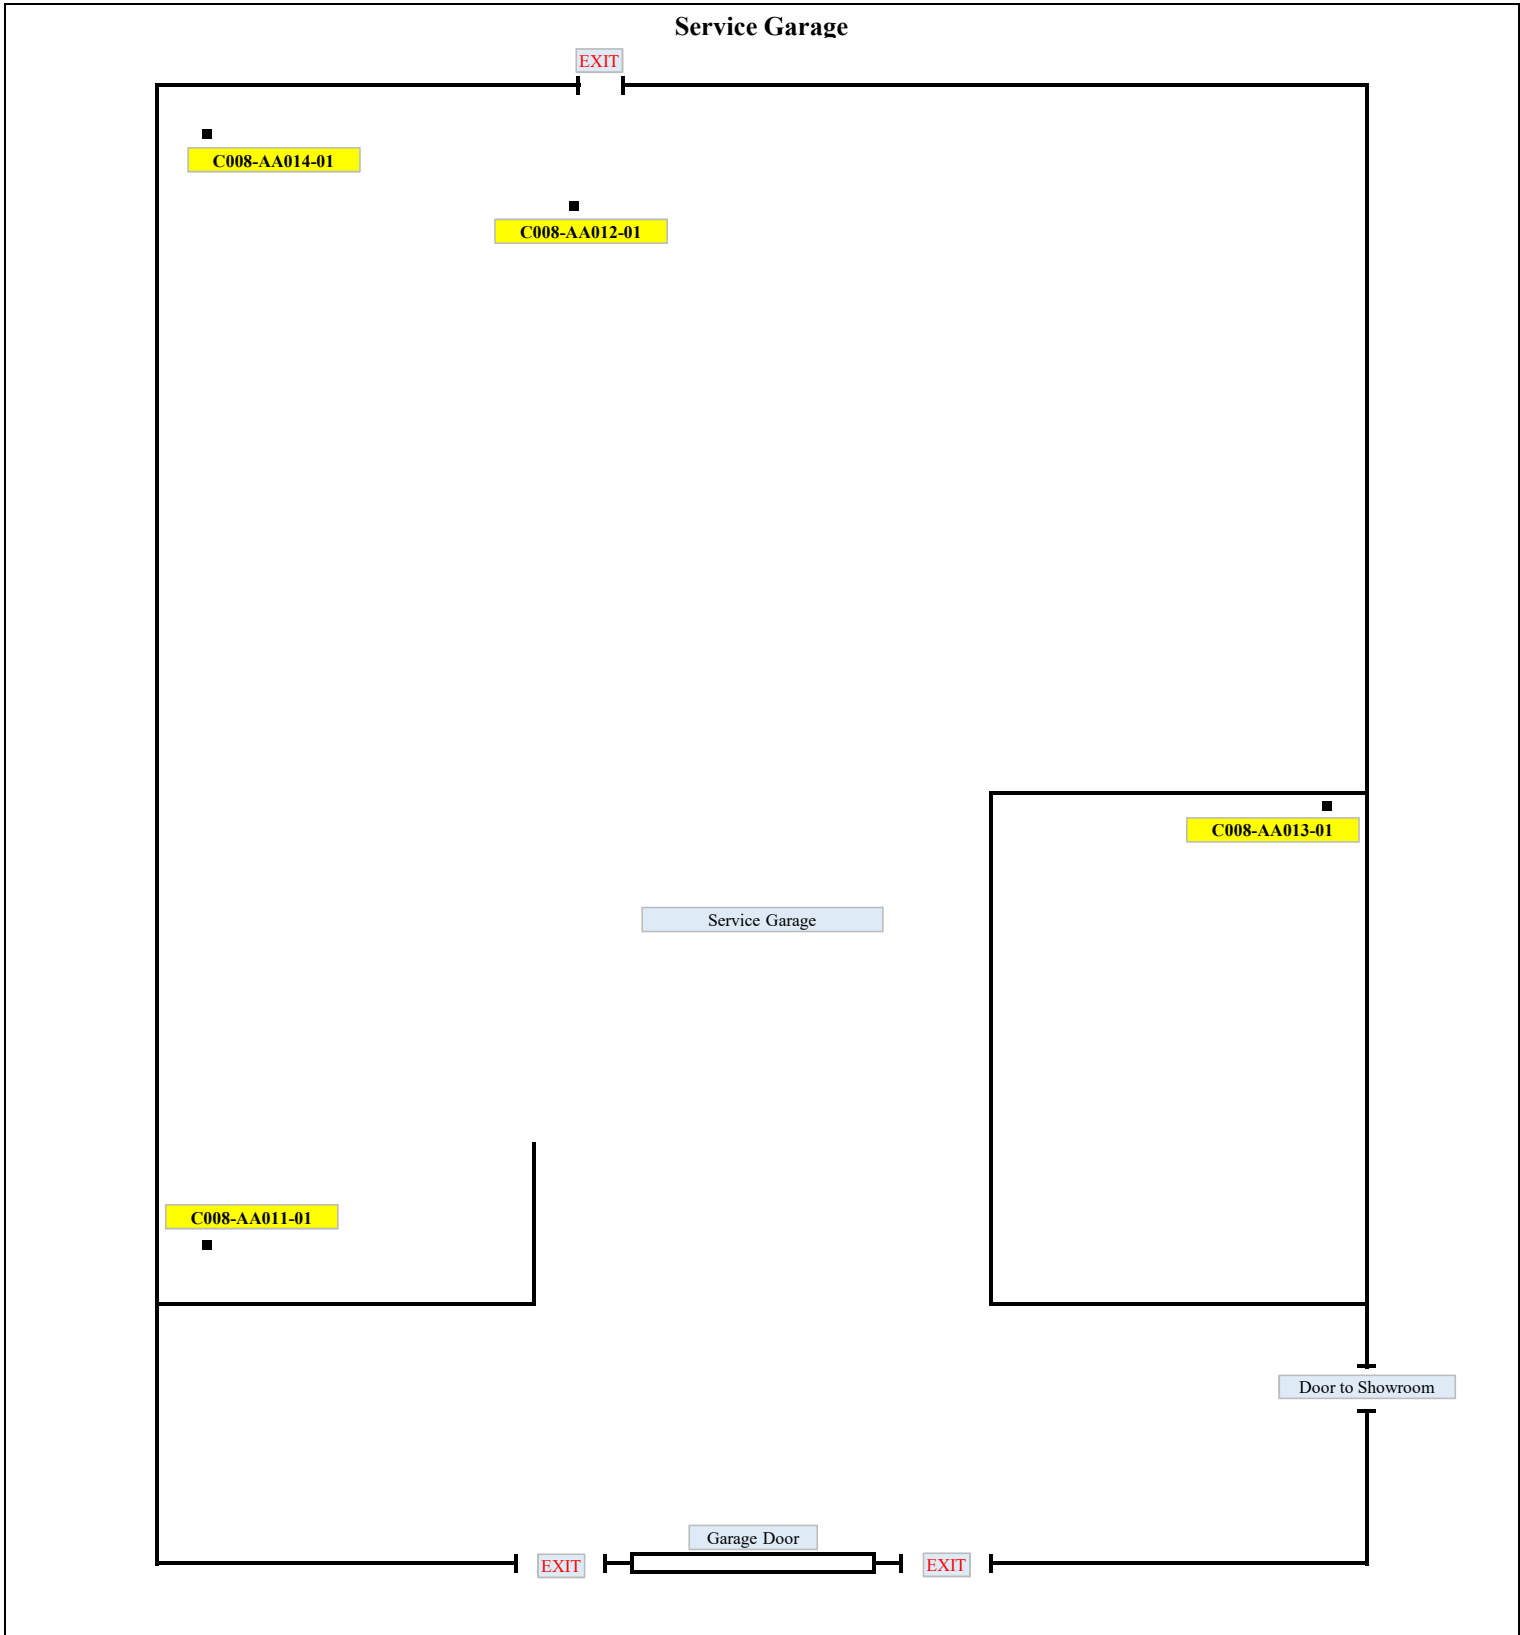 Service Garage
EXIT
C008-AA014-01
C008-AA012-01
C008-AA013-01
Service Garage
C008-AA011-01
Door to Showroom
Garage Door
EXIT
EXIT